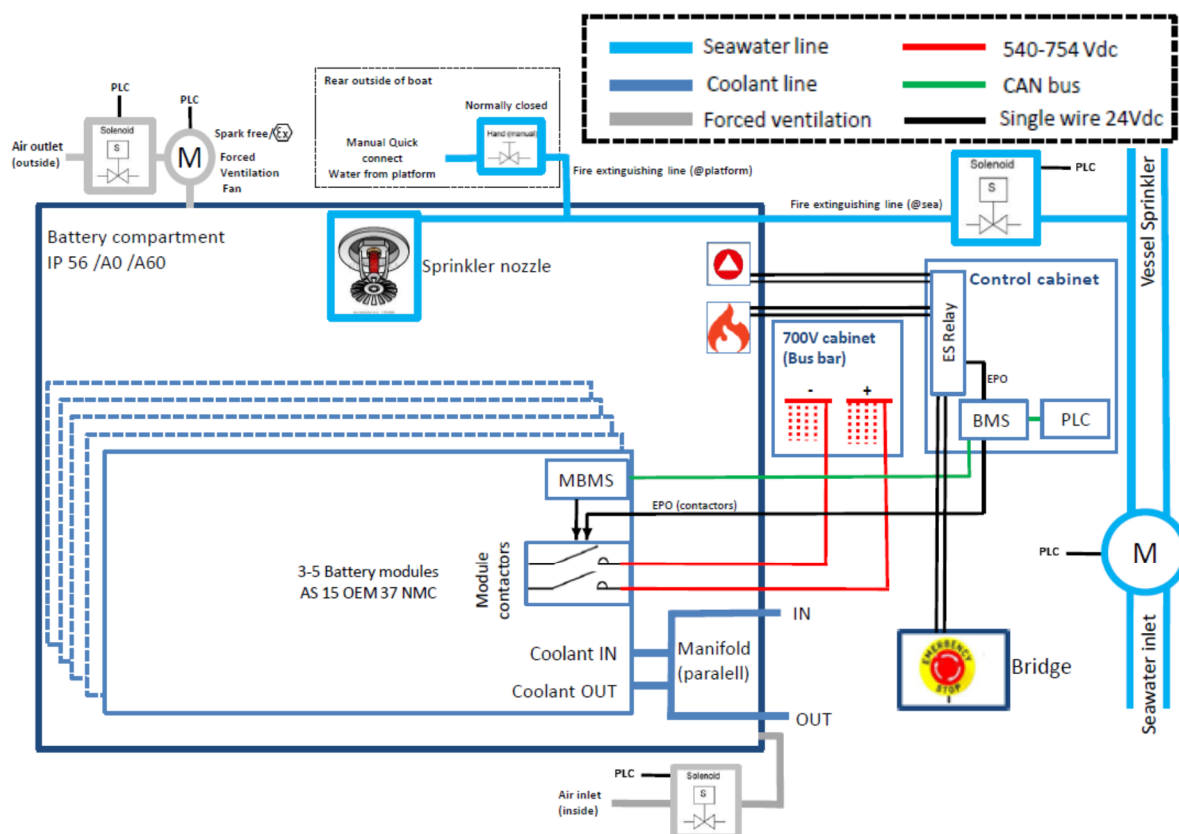 Seawater line
540-754 Vdc
Coolant line
CAN bus
Forced ventilation
Single wire 24Vdc
Rear outside of boat
Normally closed
Hand (manual)
Manual Quick
connect
Water from platform
Fire extinguishing line (@platform)
PLC
PLC
Solenoid
S
M
Spark free/
Ex
Forced
Ventilation
Fan
Air outlet
(outside)
Solenoid
S
PLC
Fire extinguishing line (@sea)
Vessel Sprinkler
Battery compartment
IP 56 /A0 /A60
Sprinkler nozzle
Control cabinet
ES Relay
EPO
BMS
PLC
700V cabinet
(Bus bar)
-
+
MBMS
EPO (contactors)
Module
contactors
3-5 Battery modules
AS 15 OEM 37 NMC
Coolant IN
Coolant OUT
Manifold
(paralell)
IN
OUT
PLC
M
Seawater inlet
EMERGENCY
STOP
Bridge
PLC
Solenoid
S
Air inlet
(inside)